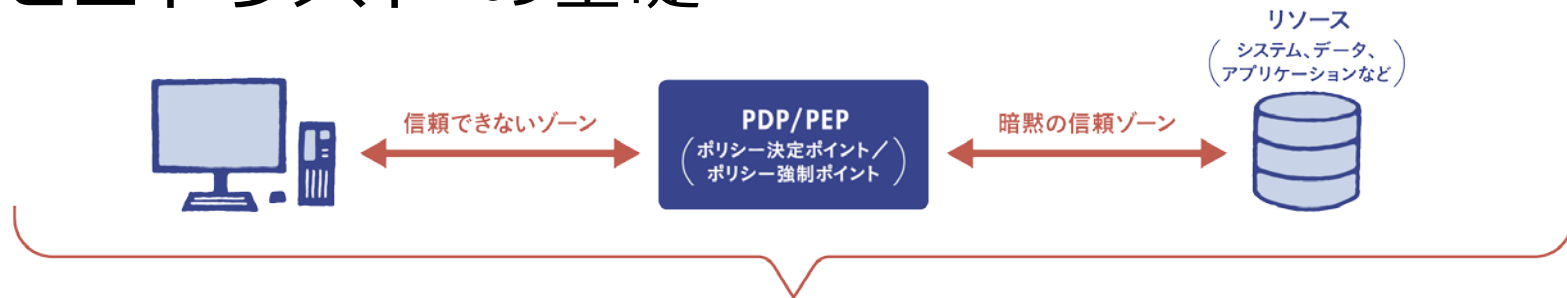 リソース
(システム、データ、
アプリケーションなど)
信頼できないゾーン
PDP/PEP
(ポリシー決定ポイント/
ポリシー強制ポイント)
暗黙の信頼ゾーン